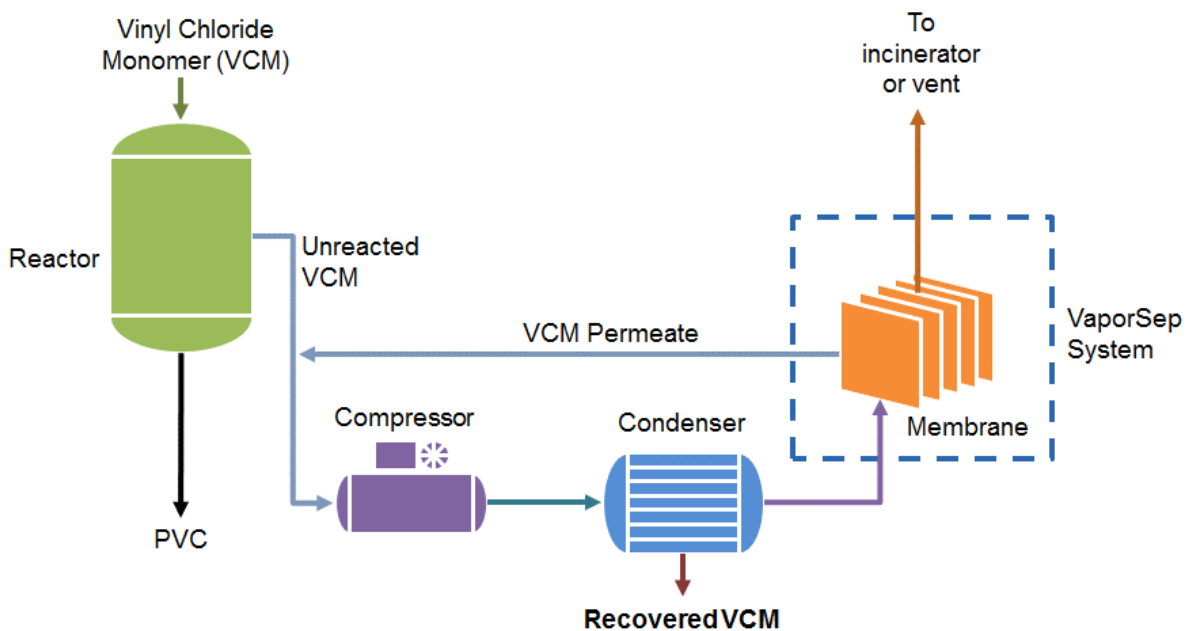 Vinyl Chloride
Monomer (VCM)
To
incinerator
or vent
Reactor
Unreacted
VCM
VCM Permeate
VaporSep
System
Compressor
Condenser
Membrane
PVC
Recovered VCM